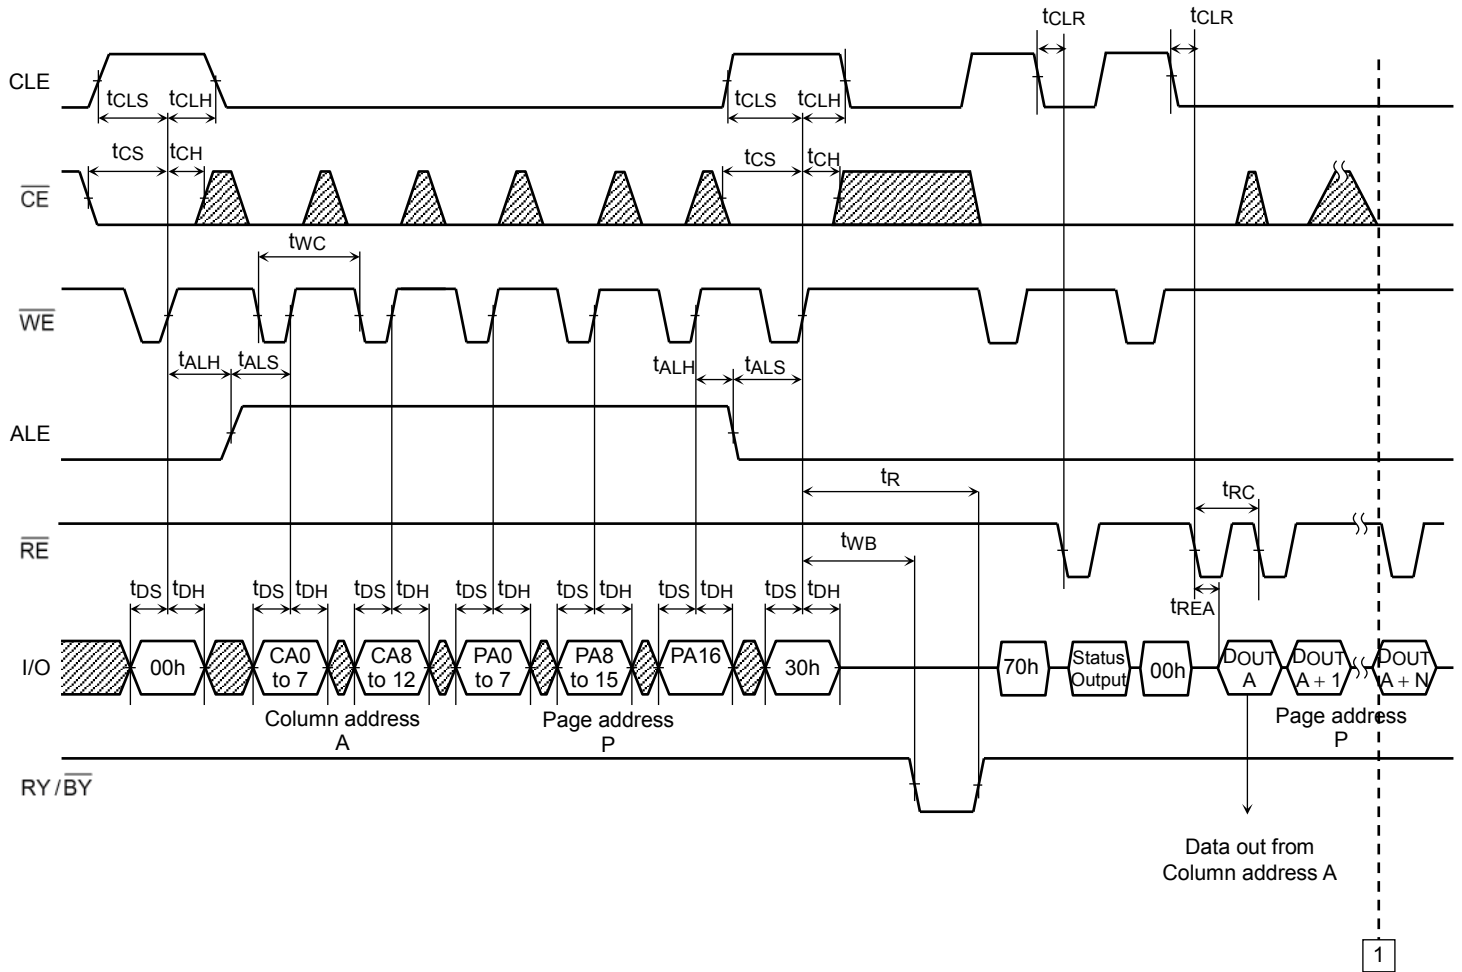 tCLR tCLR
CLE
tCLS tCLH tCLS tCLH
tCS tCH tCS tCH
CE
tWC
WE
tALH tALS tALH tALS
ALE
tR
tRC
RE
tWB
tDS tDH tDS tDH tDS tDH tDS tDH tDS tDH tDS tDH tDS tDH
tREA
I/O
00h
CA0
to 7
CA8
to 12
PA0
to 7
PA8
to 15
PA16
30h
70h
Status
Output
00h
DOUT
A
DOUT
A + 1
DOUT
A + N
Column address
A
Page address
P
Page address
P
RY/BY
Data out from
Column address A
1